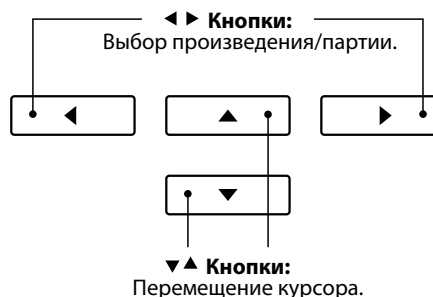 ◀ ▶ Кнопки:
Выбор произведения/партии.
▼▲ Кнопки:
Перемещение курсора.